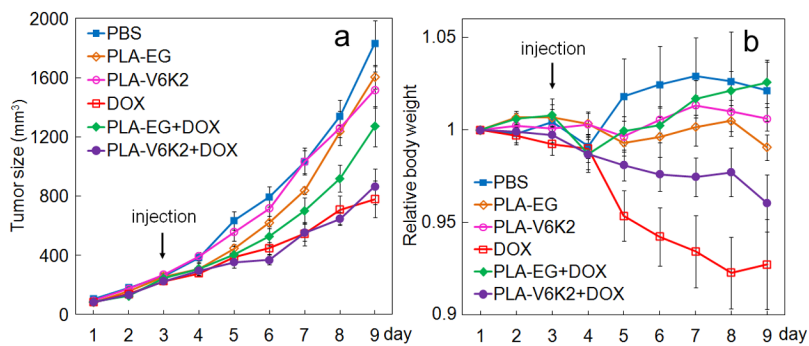 a
2000
1600
1200
800
400
0
Tumor size (mm³)
PBS
PLA-EG
PLA-V6K2
DOX
PLA-EG+DOX
PLA-V6K2+DOX
injection
1 2 3 4 5 6 7 8 9 day
b
1.05
1
0.95
0.9
Relative body weight
injection
PBS
PLA-EG
PLA-V6K2
DOX
PLA-EG+DOX
PLA-V6K2+DOX
1 2 3 4 5 6 7 8 9 day